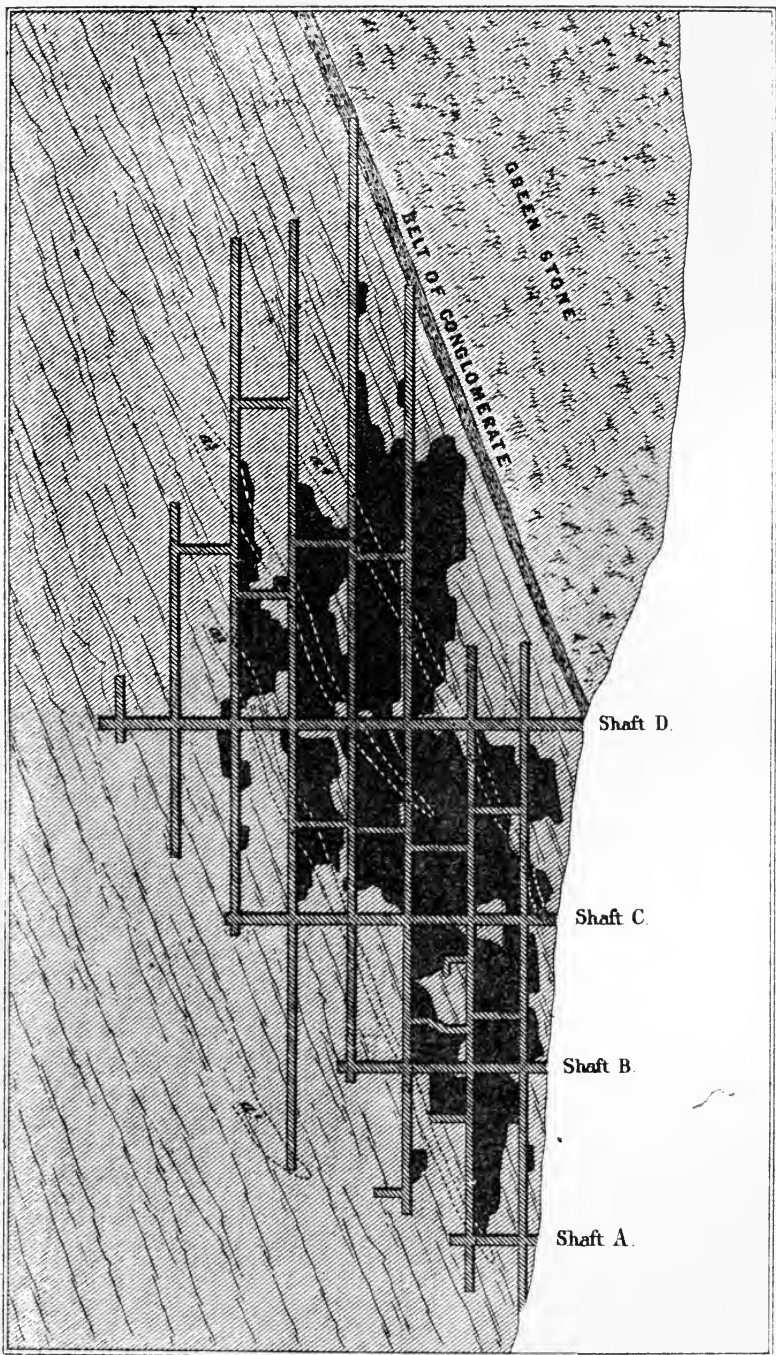 GREEN STONE
BELT OF CONGLOMERATE
Shaft D.
Shaft C.
Shaft B.
Shaft A.